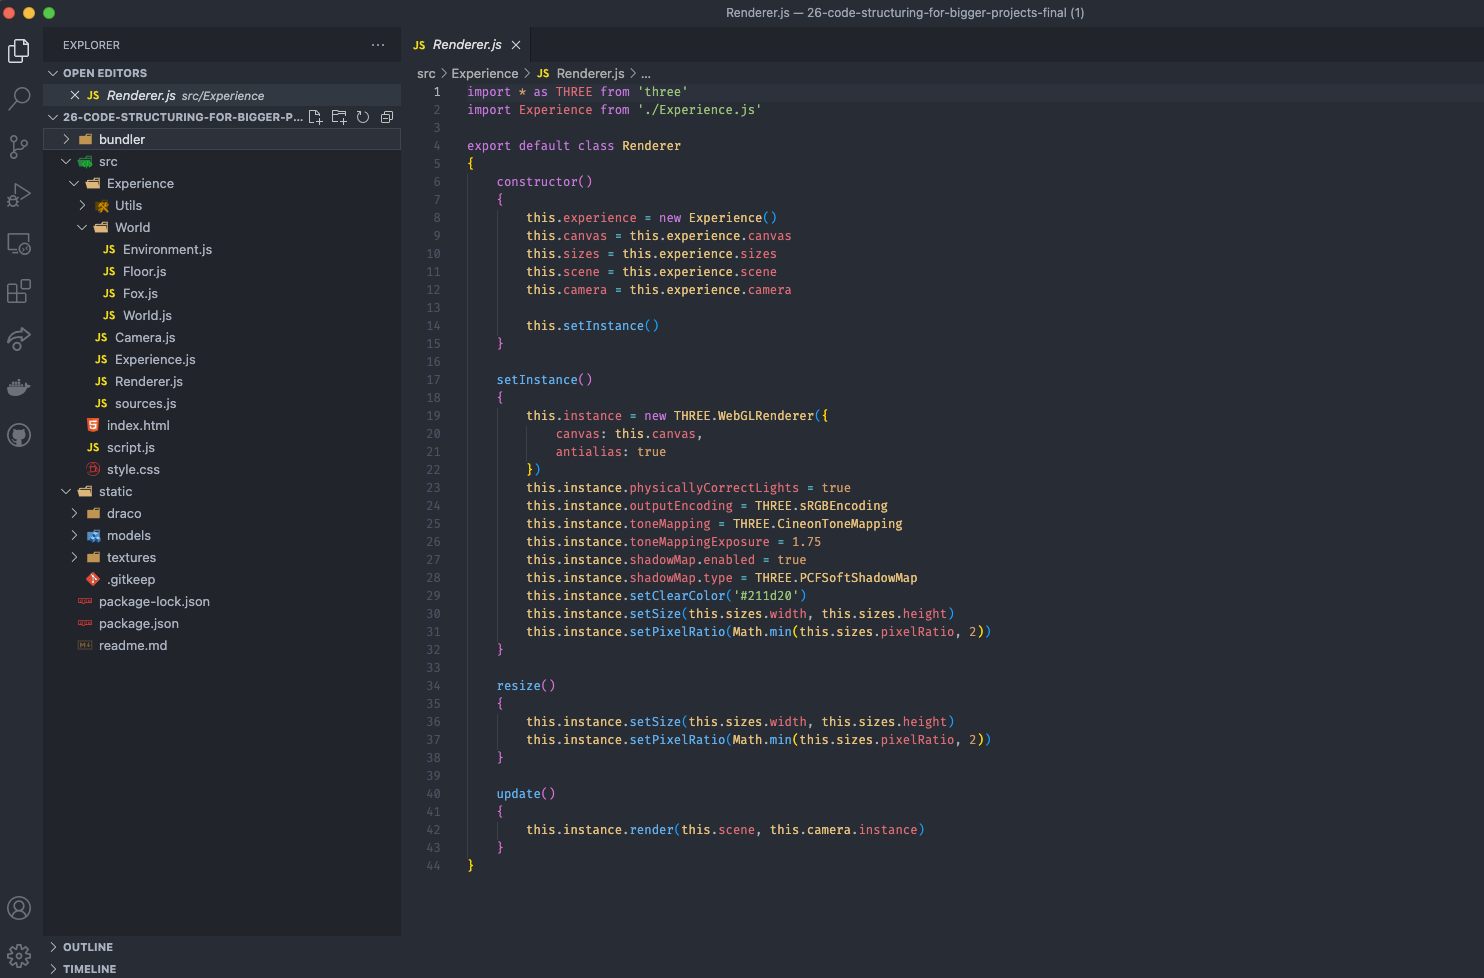 Renderer.js — 26-code-structuring-for-bigger-projects-final (1)
EXPLORER
OPEN EDITORS
JS Renderer.js src/Experience
26-CODE-STRUCTURING-FOR-BIGGER-P...
bundler
src
Experience
Utils
World
JS Environment.js
JS Floor.js
JS Fox.js
JS World.js
JS Camera.js
JS Experience.js
JS Renderer.js
JS sources.js
index.html
JS script.js
style.css
static
draco
models
textures
.gitkeep
package-lock.json
package.json
readme.md
OUTLINE
TIMELINE
JS Renderer.js
src > Experience > JS Renderer.js > ...
1 import * as THREE from 'three'
2 import Experience from './Experience.js'
3
4 export default class Renderer
5 {
6     constructor()
7     {
8         this.experience = new Experience()
9         this.canvas = this.experience.canvas
10         this.sizes = this.experience.sizes
11         this.scene = this.experience.scene
12         this.camera = this.experience.camera
13
14         this.setInstance()
15     }
16
17     setInstance()
18     {
19         this.instance = new THREE.WebGLRenderer({
20             canvas: this.canvas,
21             antialias: true
22         })
23         this.instance.physicallyCorrectLights = true
24         this.instance.outputEncoding = THREE.sRGBEncoding
25         this.instance.toneMapping = THREE.CineonToneMapping
26         this.instance.toneMappingExposure = 1.75
27         this.instance.shadowMap.enabled = true
28         this.instance.shadowMap.type = THREE.PCFSoftShadowMap
29         this.instance.setClearColor('#211d20')
30         this.instance.setSize(this.sizes.width, this.sizes.height)
31         this.instance.setPixelRatio(Math.min(this.sizes.pixelRatio, 2))
32     }
33
34     resize()
35     {
36         this.instance.setSize(this.sizes.width, this.sizes.height)
37         this.instance.setPixelRatio(Math.min(this.sizes.pixelRatio, 2))
38     }
39
40     update()
41     {
42         this.instance.render(this.scene, this.camera.instance)
43     }
44 }